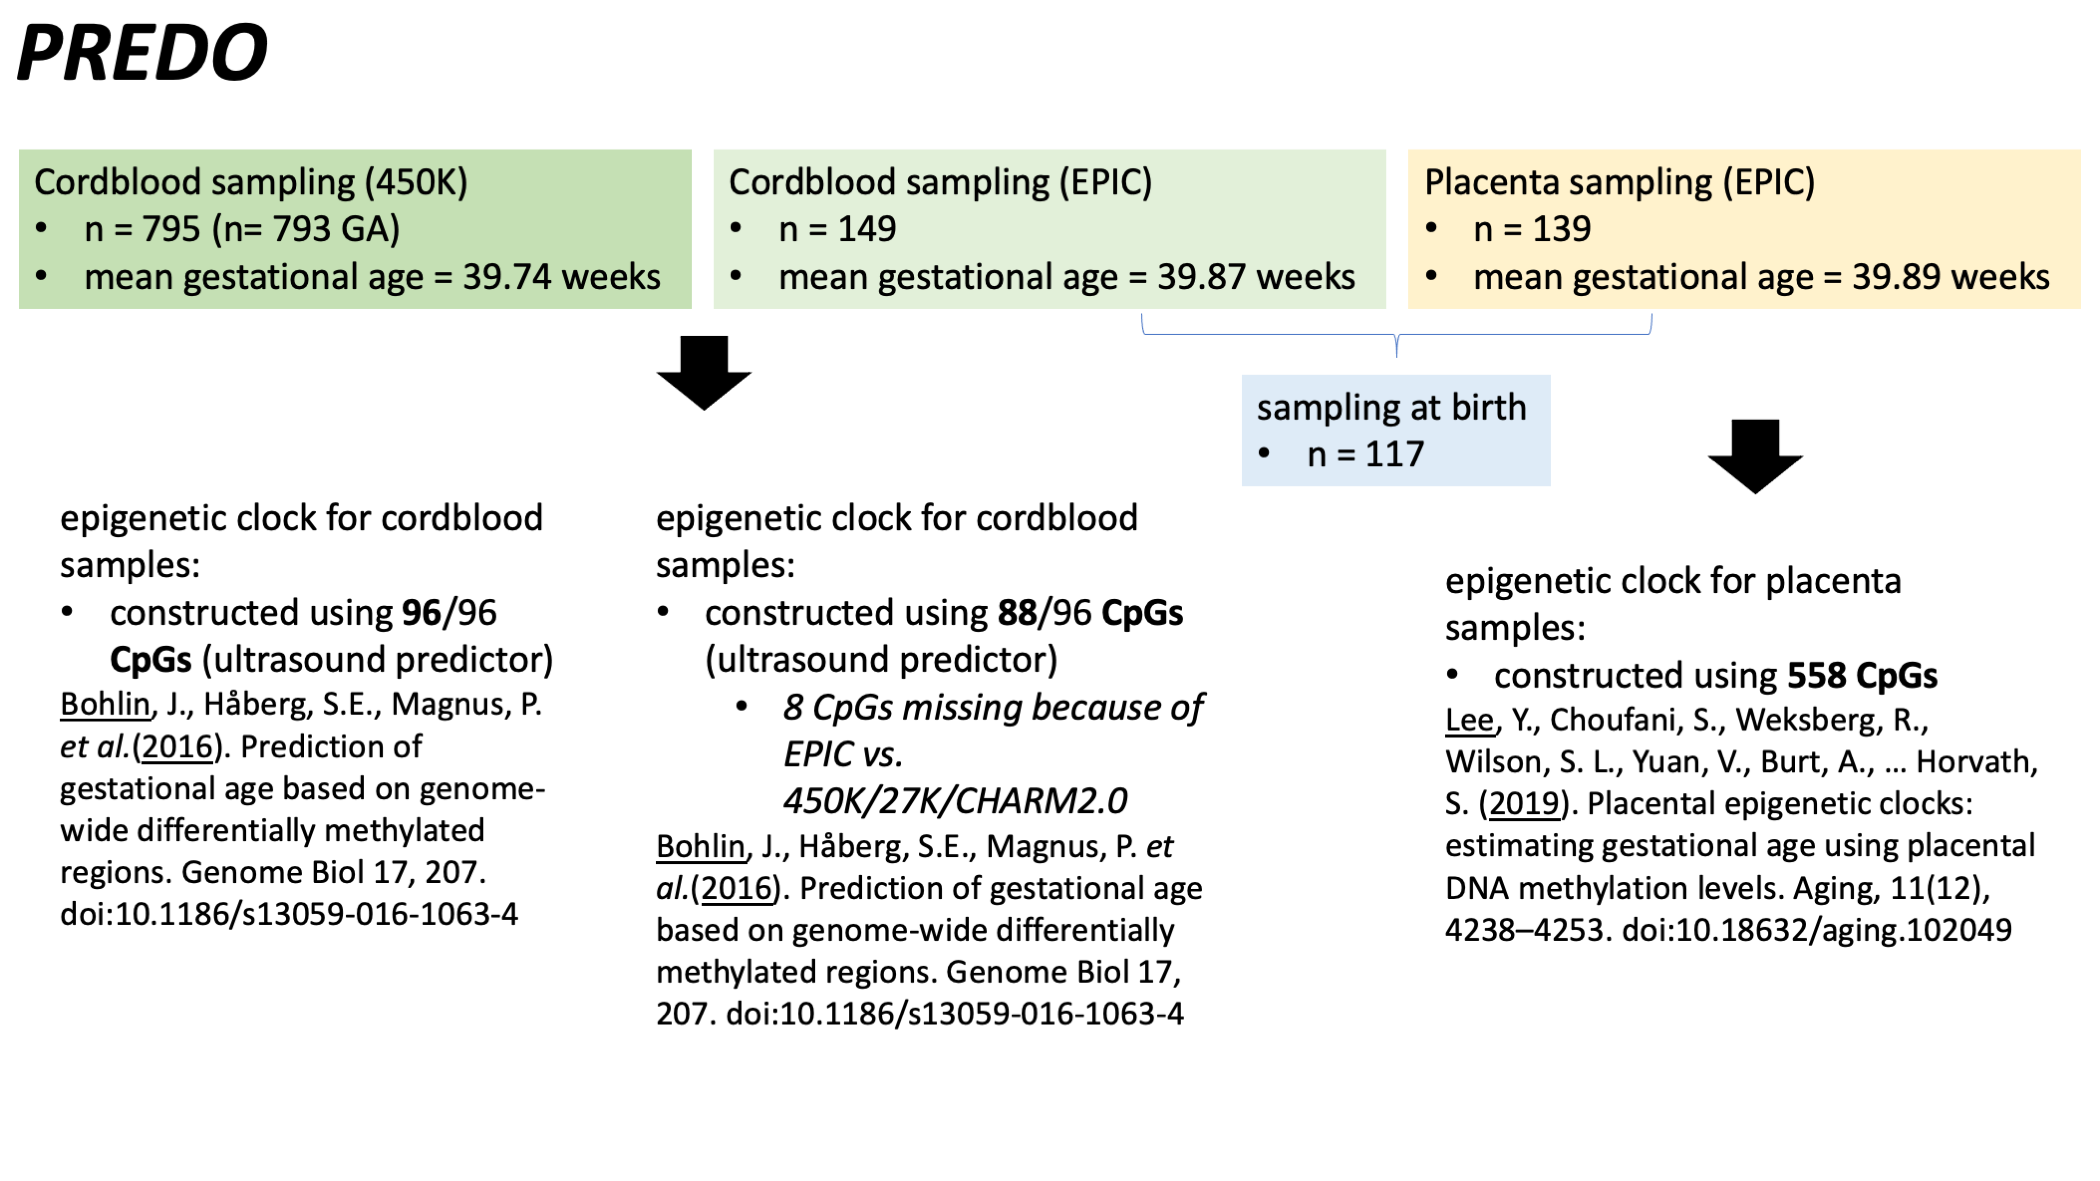 PREDO
Cordblood sampling (450K)
• n = 795 (n= 793 GA)
• mean gestational age = 39.74 weeks
Cordblood sampling (EPIC)
• n = 149
• mean gestational age = 39.87 weeks
Placenta sampling (EPIC)
• n = 139
• mean gestational age = 39.89 weeks
sampling at birth
• n = 117
epigenetic clock for cordblood
samples:
• constructed using 96/96
CpGs (ultrasound predictor)
Bohlin, J., Håberg, S.E., Magnus, P.
et al.(2016). Prediction of
gestational age based on genome-
wide differentially methylated
regions. Genome Biol 17, 207.
doi:10.1186/s13059-016-1063-4
epigenetic clock for cordblood
samples:
• constructed using 88/96 CpGs
(ultrasound predictor)
• 8 CpGs missing because of
EPIC vs.
450K/27K/CHARM2.0
Bohlin, J., Håberg, S.E., Magnus, P. et
al.(2016). Prediction of gestational age
based on genome-wide differentially
methylated regions. Genome Biol 17,
207. doi:10.1186/s13059-016-1063-4
epigenetic clock for placenta
samples:
• constructed using 558 CpGs
Lee, Y., Choufani, S., Weksberg, R.,
Wilson, S. L., Yuan, V., Burt, A., … Horvath,
S. (2019). Placental epigenetic clocks:
estimating gestational age using placental
DNA methylation levels. Aging, 11(12),
4238–4253. doi:10.18632/aging.102049